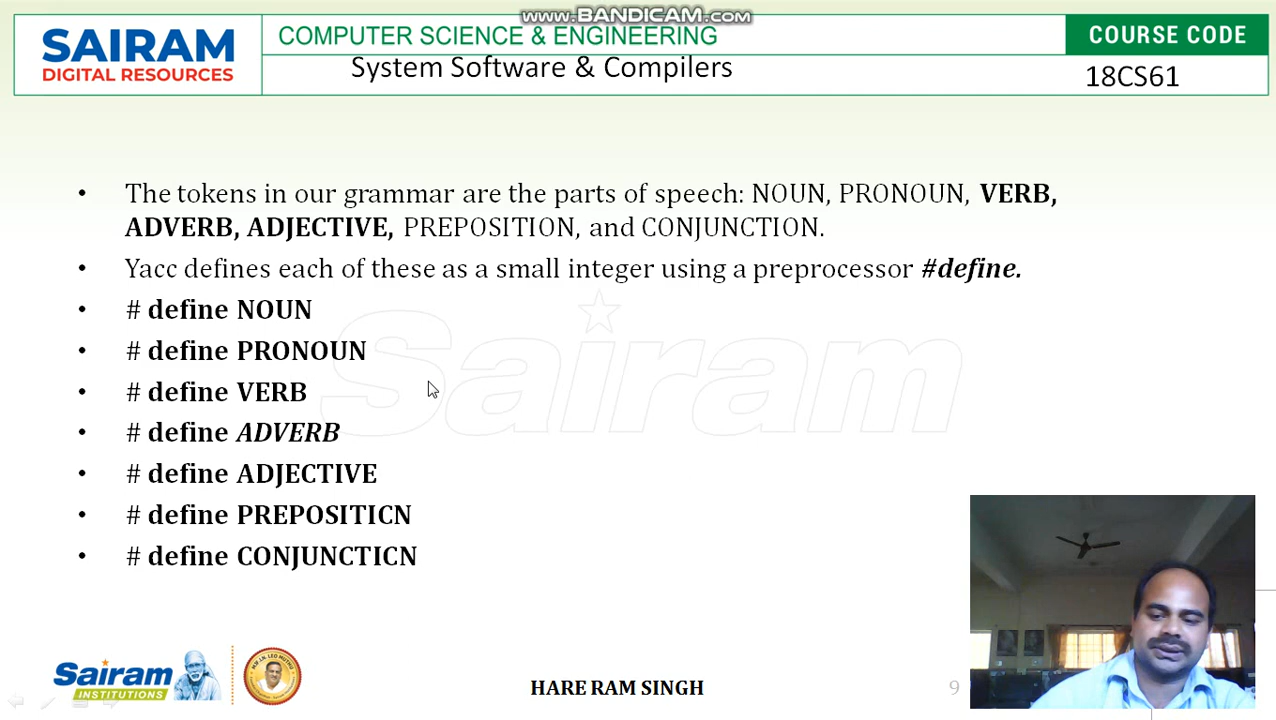 www.BANDICAM.com
SAIRAM
DIGITAL RESOURCES
COMPUTER SCIENCE & ENGINEERING
System Software & Compilers
COURSE CODE
18CS61
• The tokens in our grammar are the parts of speech: NOUN, PRONOUN, VERB,
ADVERB, ADJECTIVE, PREPOSITION, and CONJUNCTION.
• Yacc defines each of these as a small integer using a preprocessor #define.
• # define NOUN
• # define PRONOUN
• # define VERB
• # define ADVERB
• # define ADJECTIVE
• # define PREPOSITICN
• # define CONJUNCTICN
Sairam
Sairam
INSTITUTIONS
HARE RAM SINGH
9